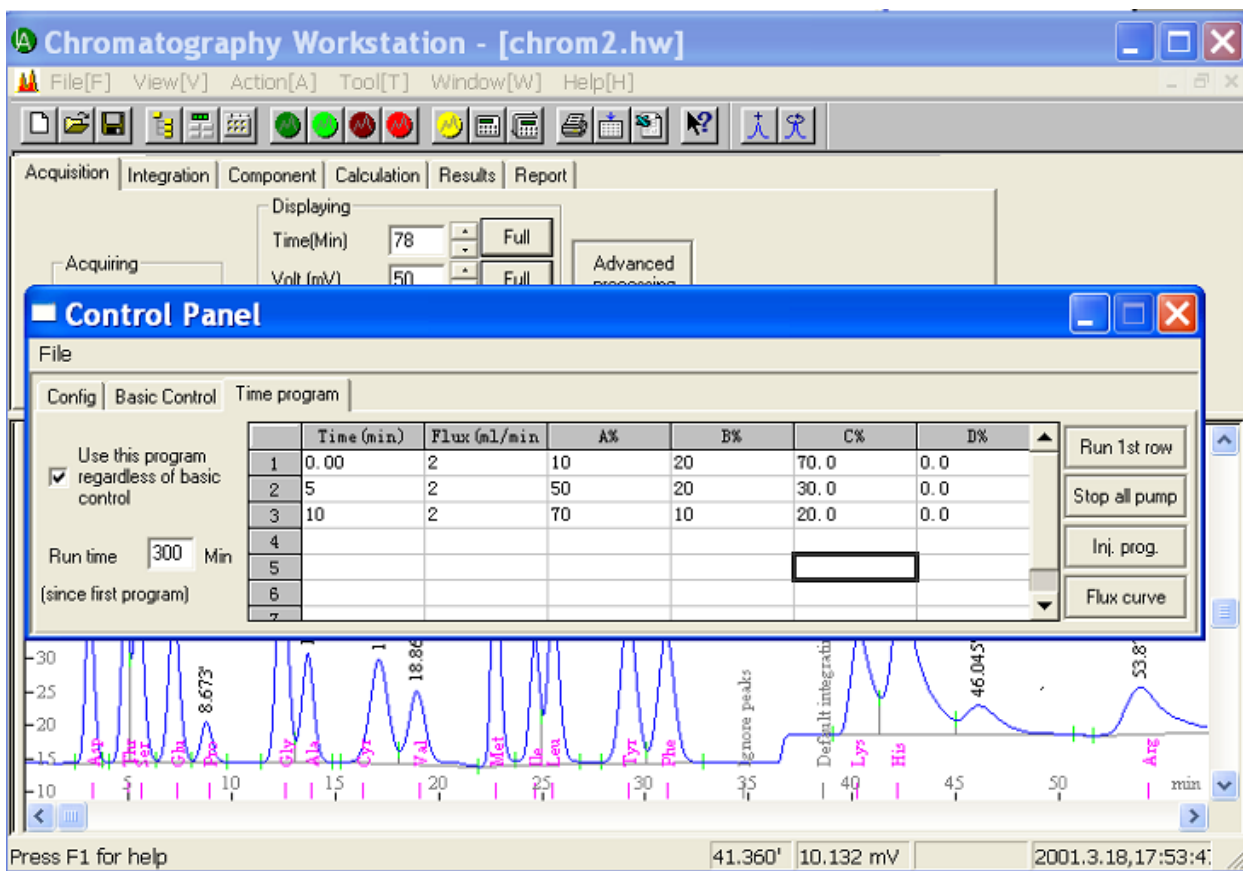 Chromatography Workstation - [chrom2.hw]
File[F] View[V] Action[A] Tool[T] Window[W] Help[H]
Acquisition Integration Component Calculation Results Report
Displaying
Time(Min) 78 Full
Acquiring
Volt (mV) 50 Full
Advanced
processing
Control Panel
File
Config Basic Control Time program
Use this program
regardless of basic
control
Run time 300 Min
(since first program)
Time(min) Flux(ml/min A% B% C% D%
1 0.00 2 10 20 70.0 0.0
2 5 2 50 20 30.0 0.0
3 10 2 70 10 20.0 0.0
4
5
6
7
Run 1st row
Stop all pump
Inj. prog.
Flux curve
30
25
20
15
10
8.673'
18.86
46.045'
53.8
Ignore peaks
Default integrati
Asp Thr Ser Glu Pro Gly Ala Cyr Val Met Ile Leu Tyr Phe Lys His Arg
5 10 15 20 25 30 35 40 45 50 min
Press F1 for help
41.360' 10.132 mV 2001.3.18,17:53:4